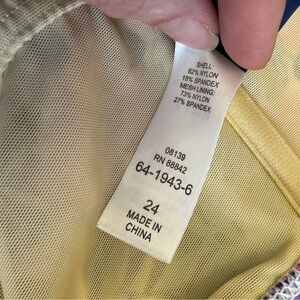 SHELL:
82% NYLON
18% SPANDEX
MESH LINING:
73% NYLON
27% SPANDEX
08139
RN 88842
64-1943-6
24
MADE IN
CHINA